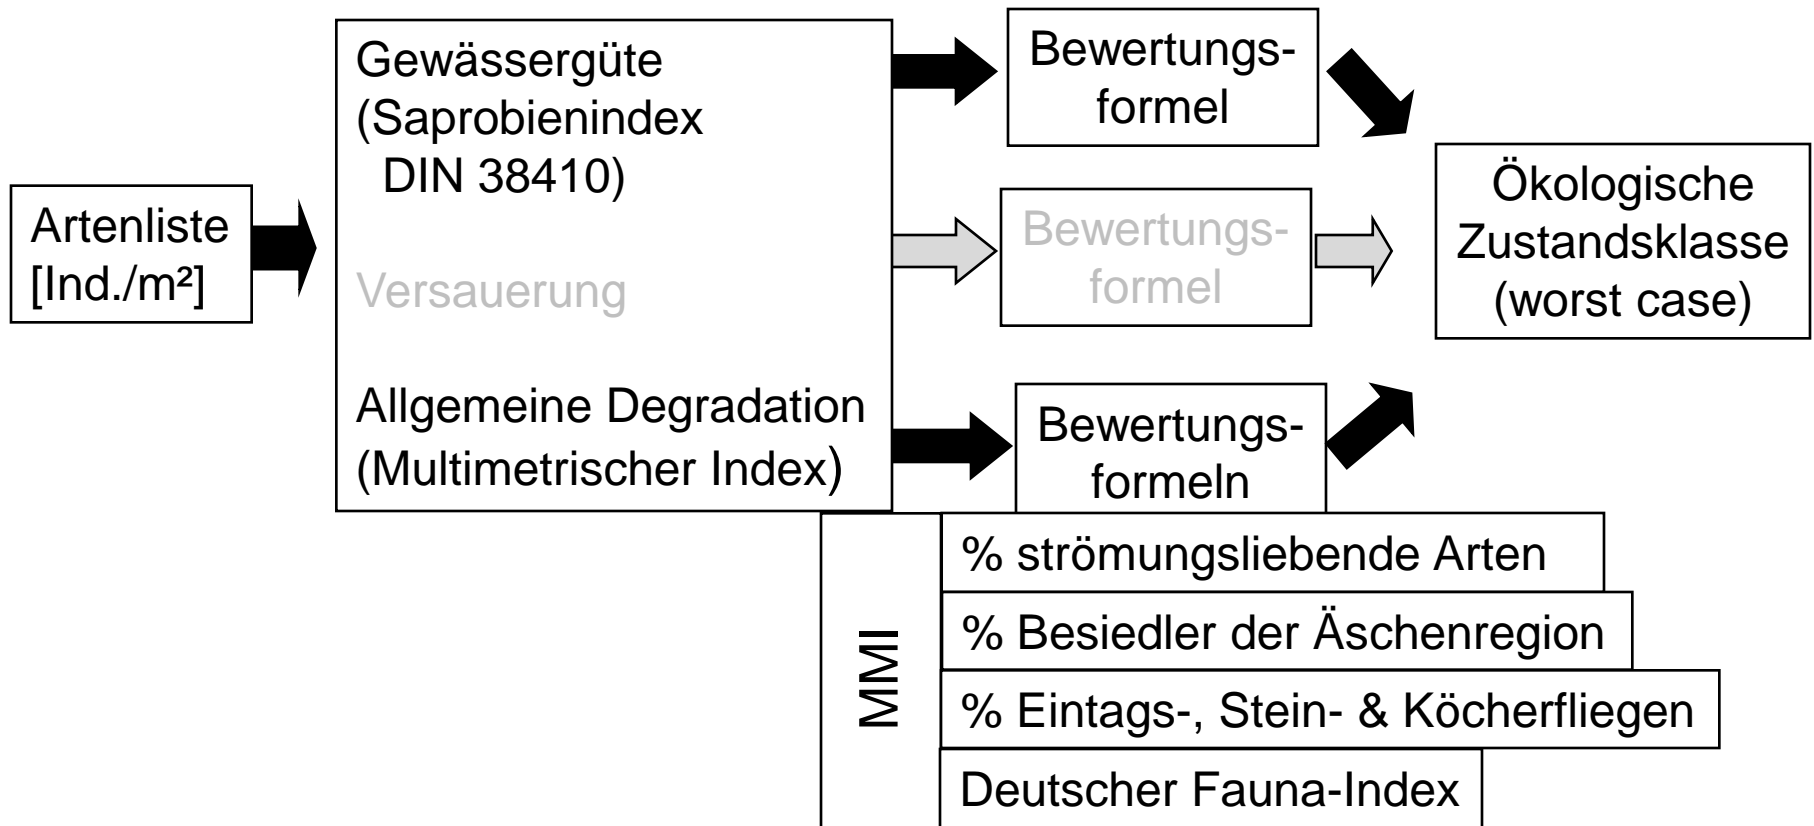 Artenliste
[Ind./m²]
Gewässergüte
(Saprobienindex
DIN 38410)
Versauerung
Allgemeine Degradation
(Multimetrischer Index)
Bewertungs-
formel
Bewertungs-
formel
Bewertungs-
formeln
Ökologische
Zustandsklasse
(worst case)
MMI
% strömungsliebende Arten
% Besiedler der Äschenregion
% Eintags-, Stein- & Köcherfliegen
Deutscher Fauna-Index